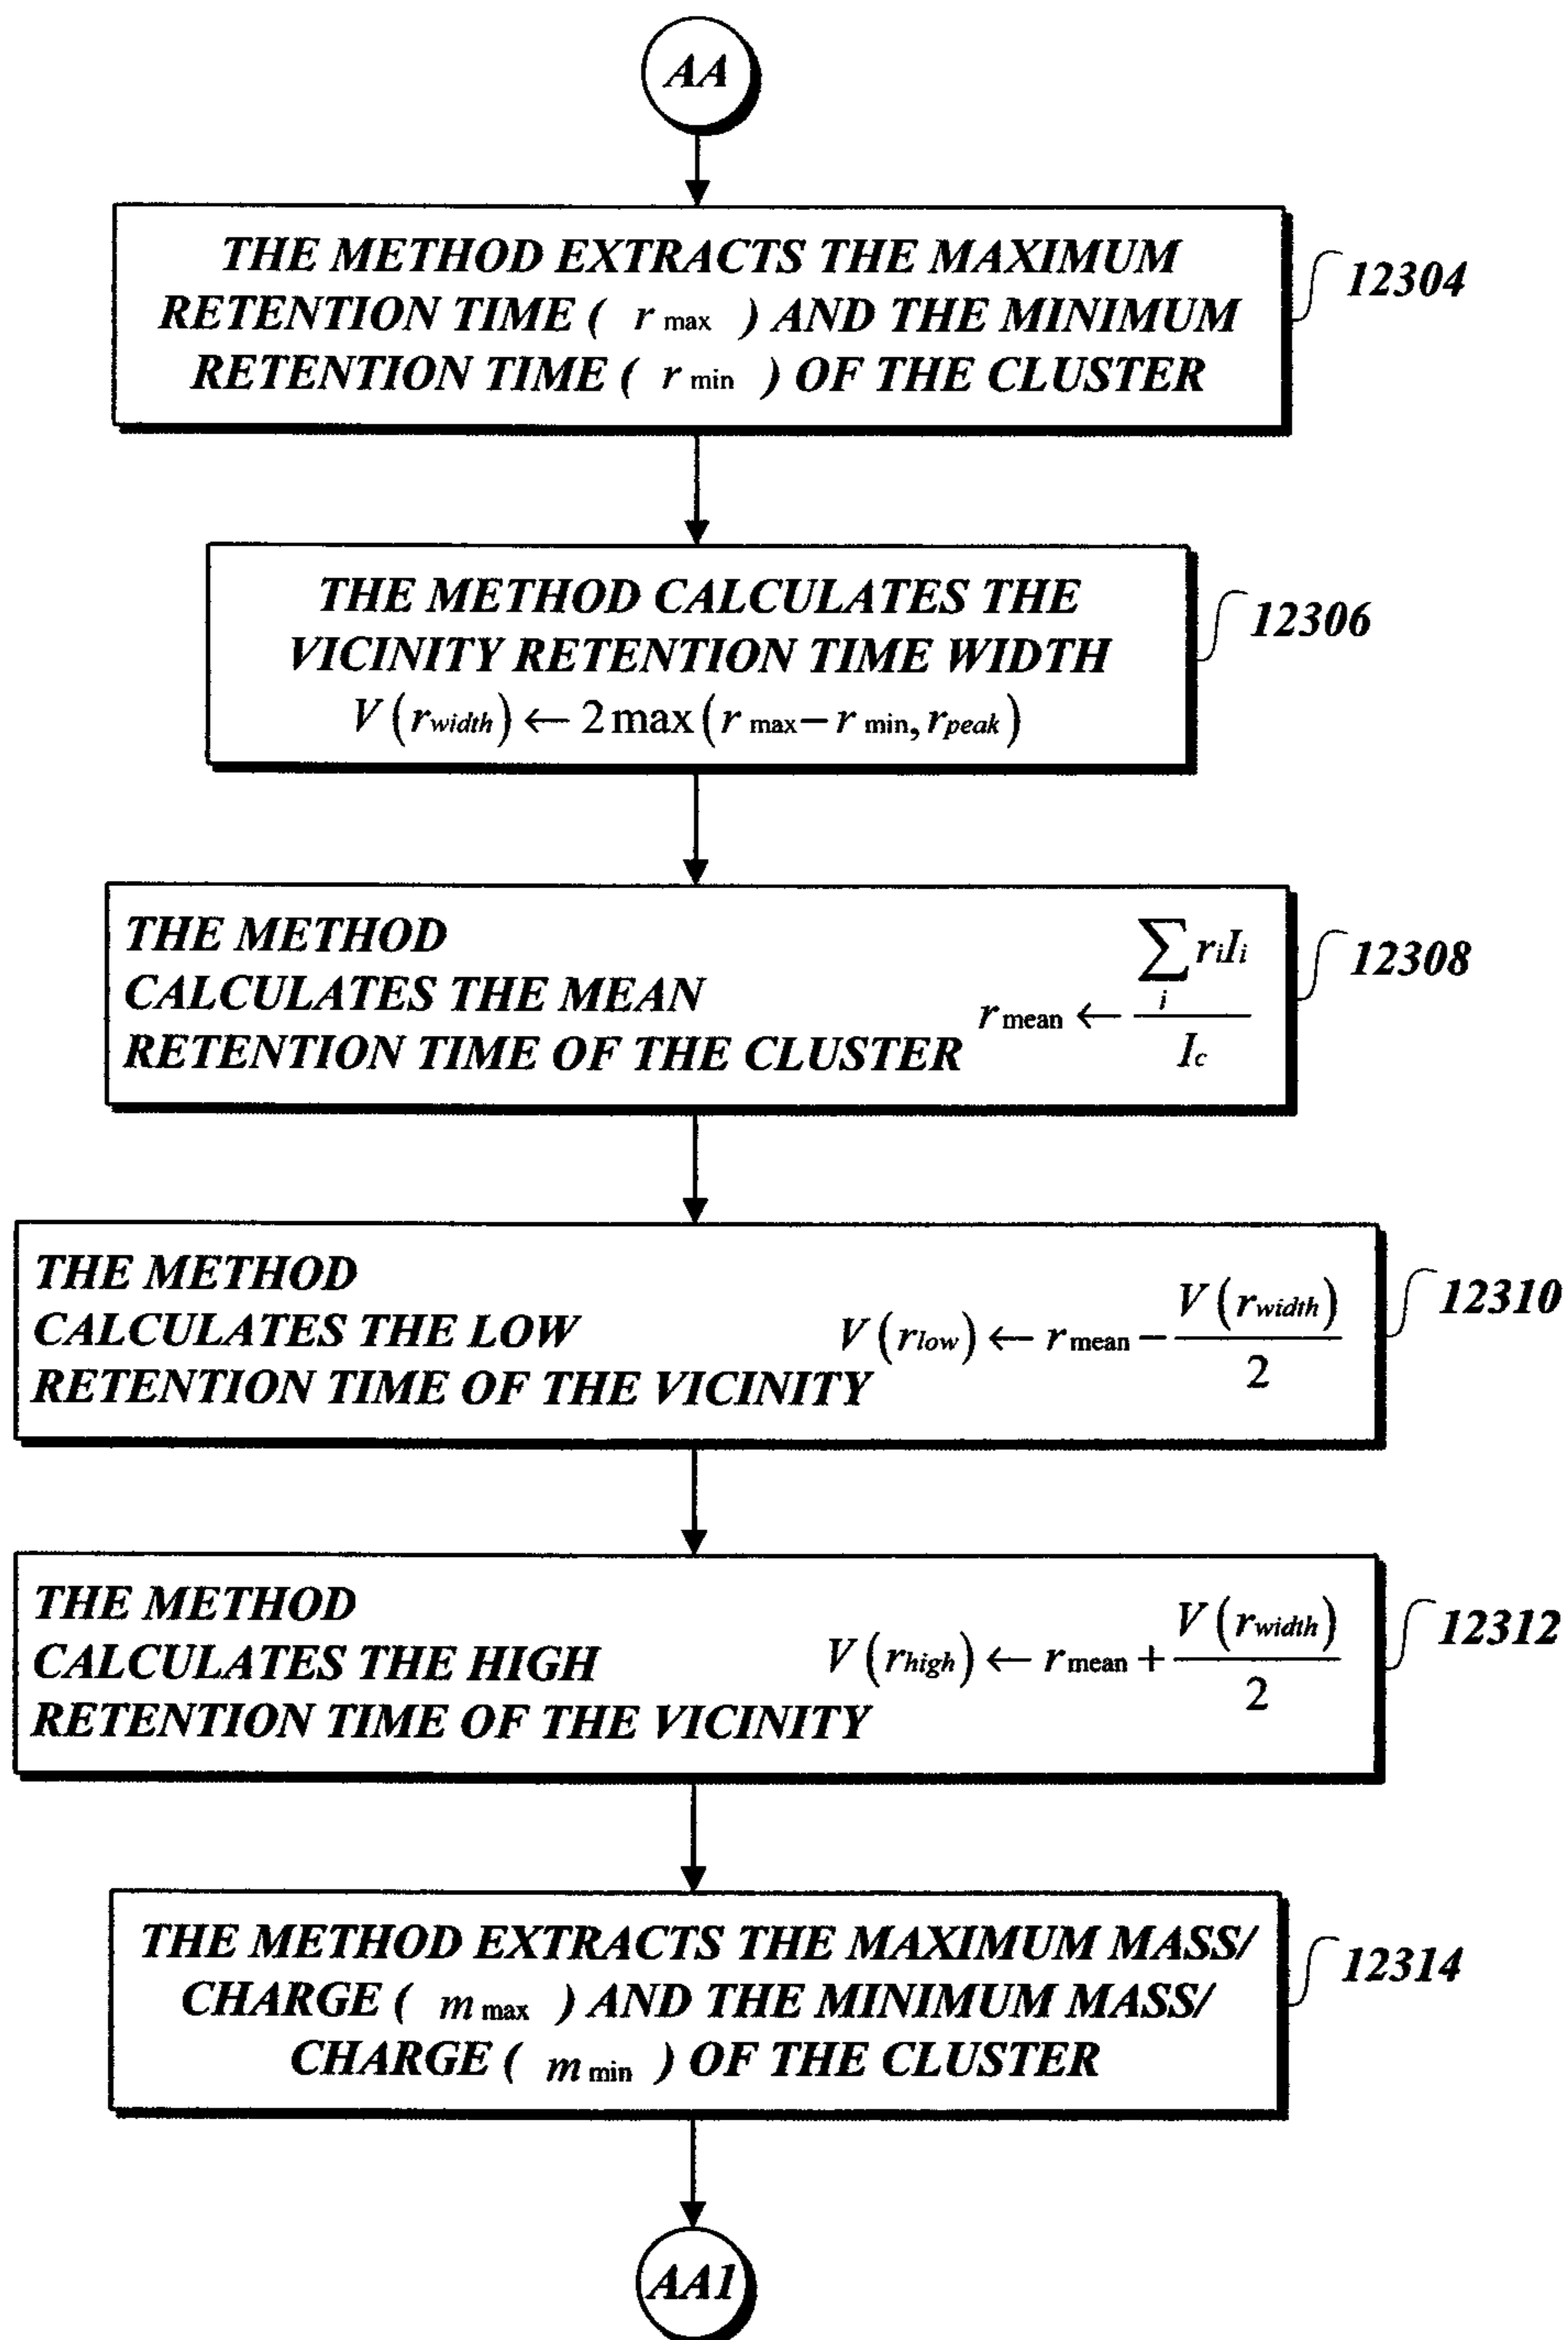 AA
THE METHOD EXTRACTS THE MAXIMUM
RETENTION TIME ( r max ) AND THE MINIMUM
RETENTION TIME ( r min ) OF THE CLUSTER
12304
THE METHOD CALCULATES THE
VICINITY RETENTION TIME WIDTH
V (r width) ← 2 max (r max − r min, r peak)
12306
THE METHOD
CALCULATES THE MEAN
RETENTION TIME OF THE CLUSTER
r mean ← ∑ i r i I i / I c
12308
THE METHOD
CALCULATES THE LOW
RETENTION TIME OF THE VICINITY
V (r low) ← r mean − V (r width) / 2
12310
THE METHOD
CALCULATES THE HIGH
RETENTION TIME OF THE VICINITY
V (r high) ← r mean + V (r width) / 2
12312
THE METHOD EXTRACTS THE MAXIMUM MASS/
CHARGE ( m max ) AND THE MINIMUM MASS/
CHARGE ( m min ) OF THE CLUSTER
12314
AA1